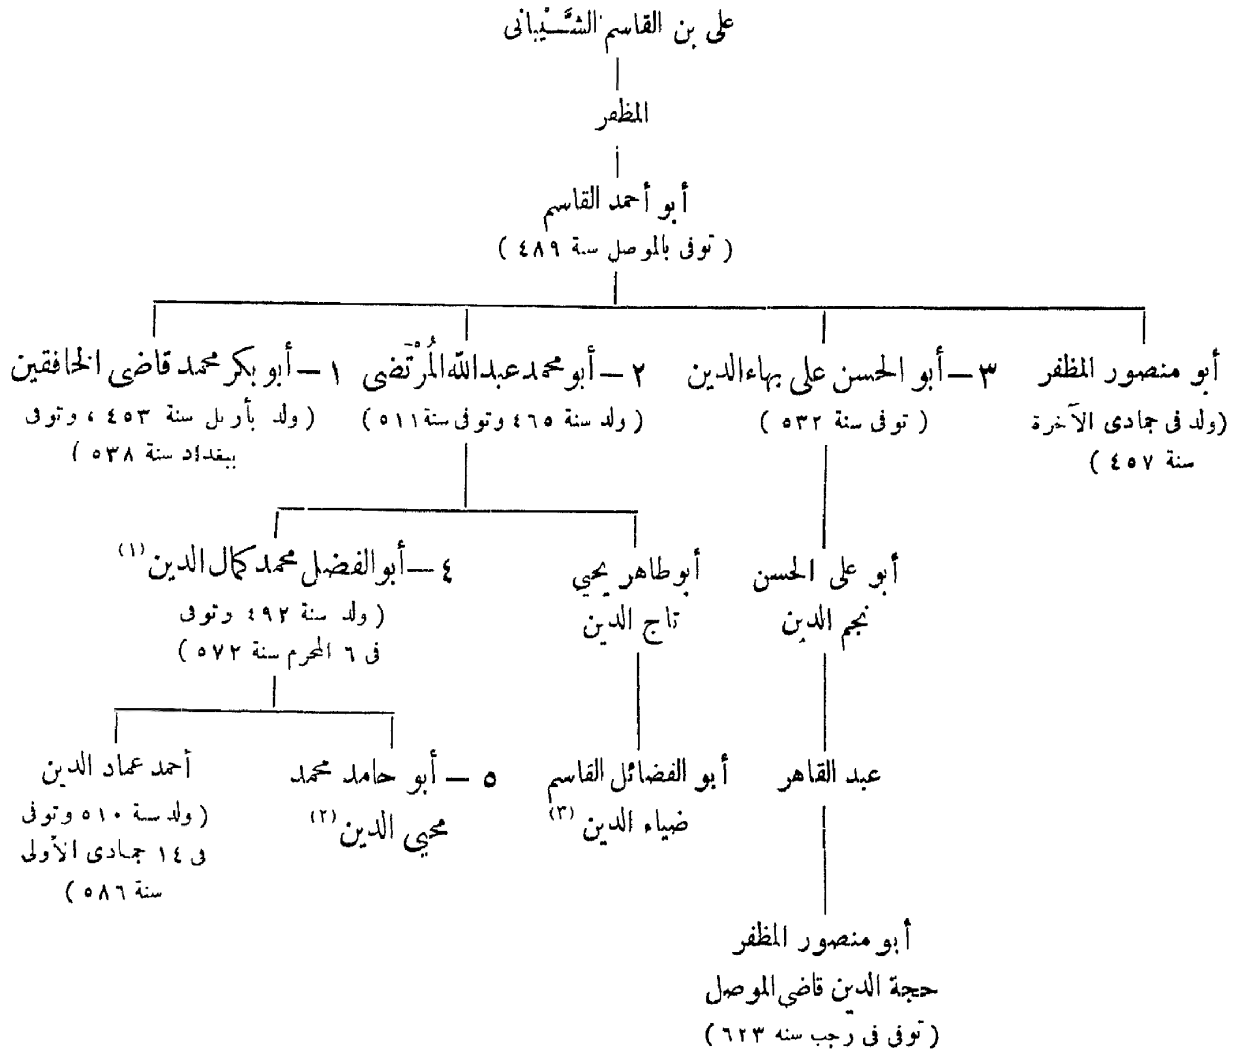 على بن القاسم الشَّيْبانى
المظفر
أبو أحمد القاسم
( توفى بالموصل سنة ٤٨٩ )
أبو منصور المظفر
(ولد فى جمادى الآخرة
سنة ٤٥٧ )
٣ — أبو الحسن على بهاء الدين
( توفى سنة ٥٣٢ )
٢ — أبو محمد عبد الله المُرْتَضى
( ولد سنة ٤٦٥ وتوفى سنة ٥١١ )
١ — أبو بكر محمد قاضى الخافقين
( ولد بأربل سنة ٤٥٣ ، وتوفى
ببغداد سنة ٥٣٨ )
أبو على الحسن
نجم الدين
أبو طاهر يحيى
تاج الدين
٤ — أبو الفضل محمد كمال الدين (١)
( ولد سنة ٤٩٢ وتوفى
فى ٦ المحرم سنة ٥٧٢ )
عبد القاهر
أبو الفضائل القاسم
ضياء الدين (٣)
٥ — أبو حامد محمد
محيى الدين (٢)
أحمد عماد الدين
( ولد سنة ٥١٠ وتوفى
فى ١٤ جمادى الأولى
سنة ٥٨٦ )
أبو منصور المظفر
حجة الدين قاضى الموصل
( توفى فى رجب سنه ٦٢٣ )